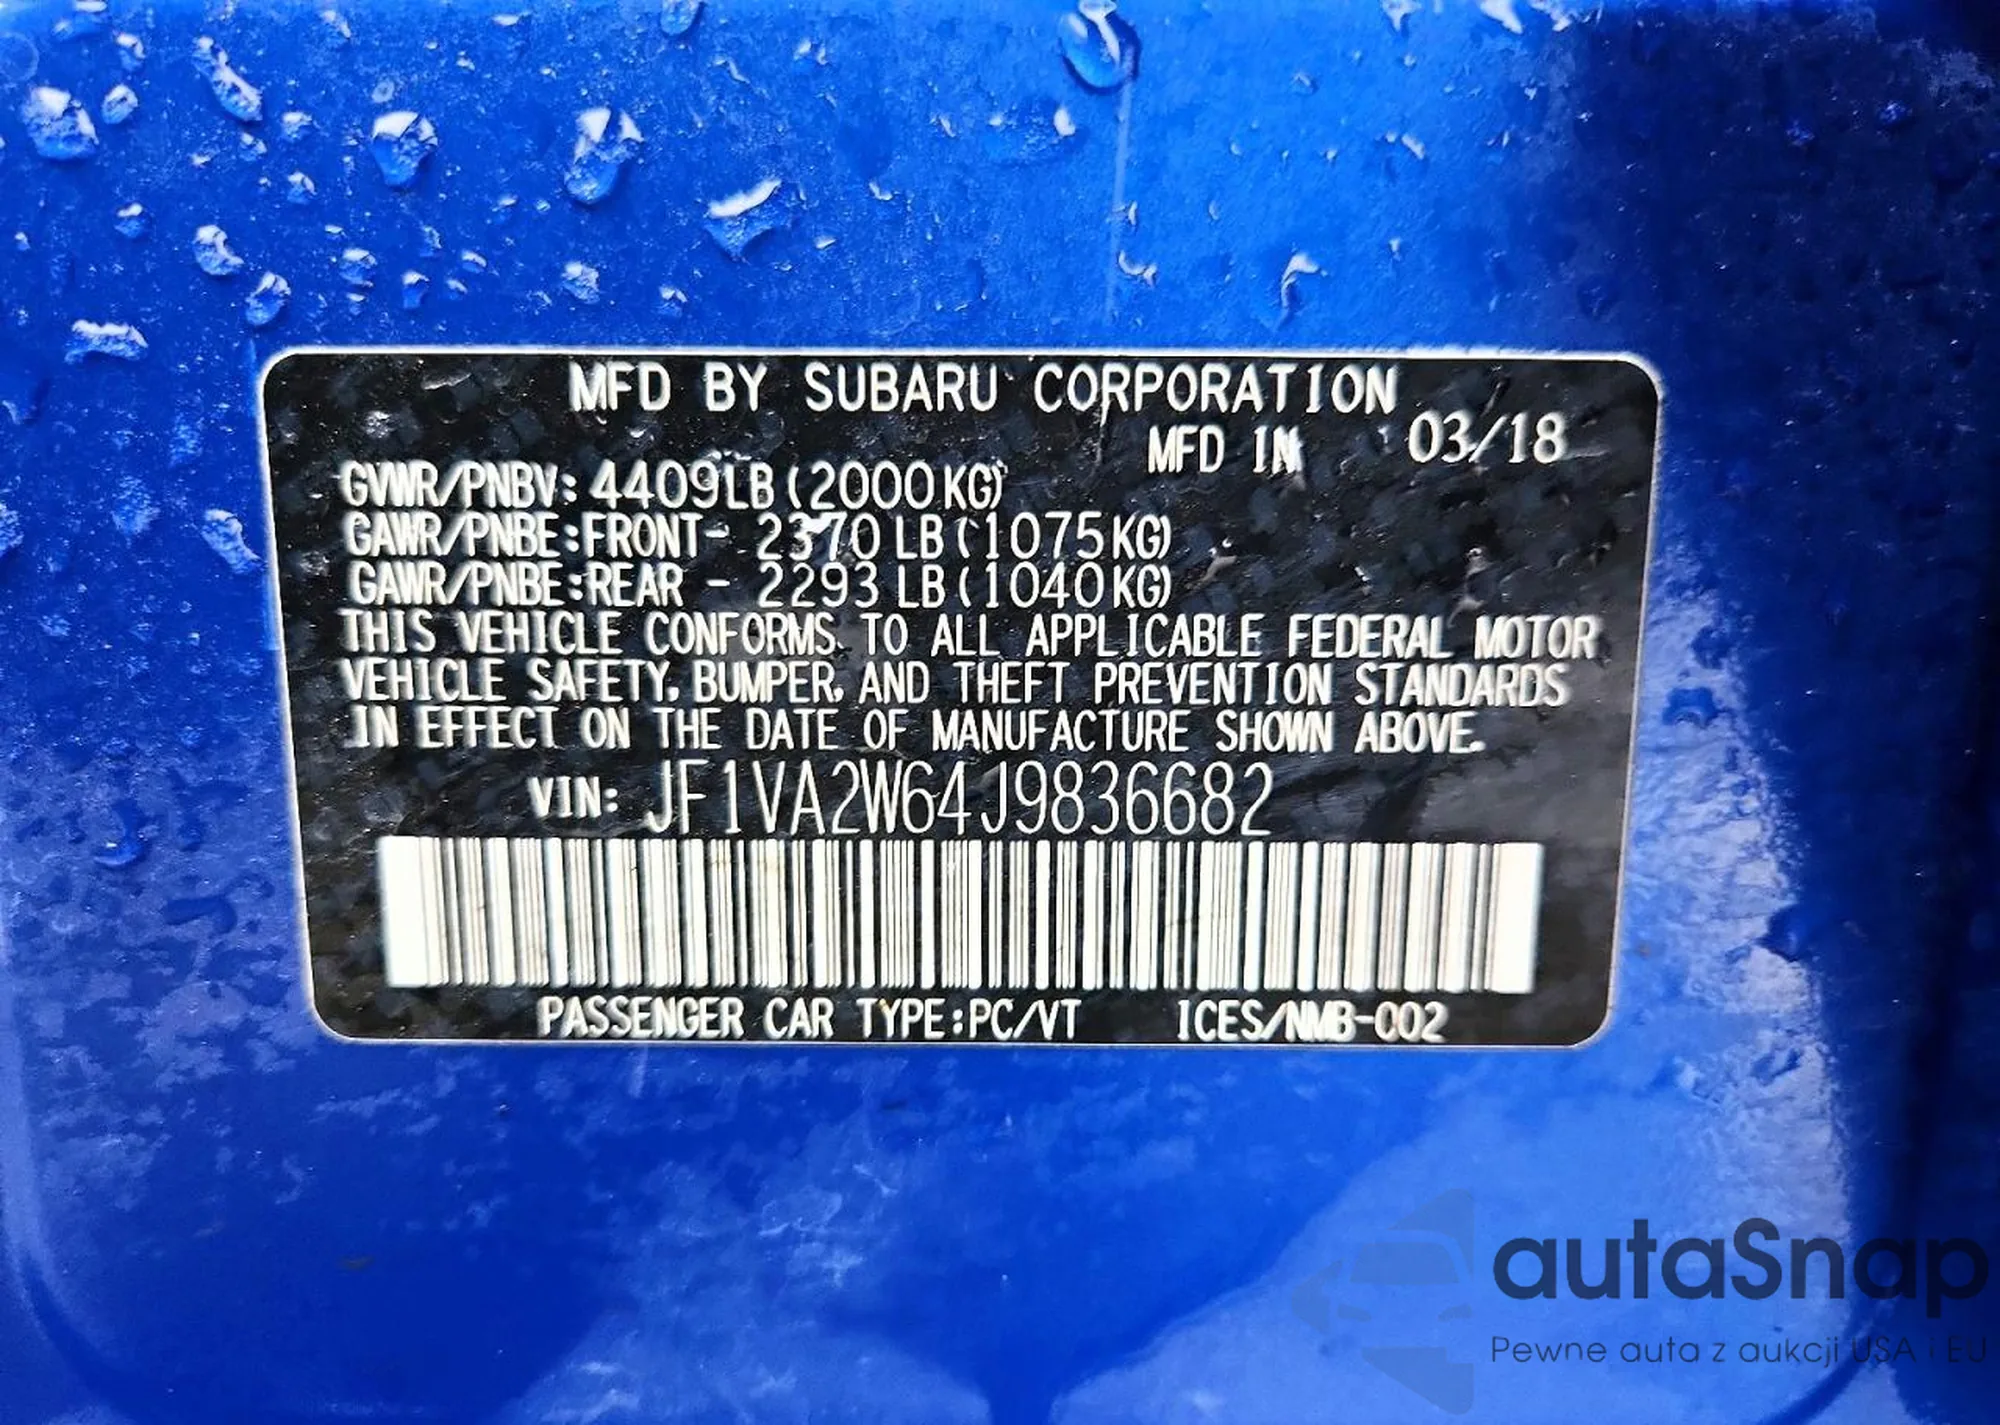 MFD BY SUBARU CORPORATION
MFD IN 03/18
GVWR/PNBV: 4409LB (2000KG)
GAWR/PNBE:FRONT- 2370 LB (1075KG)
GAWR/PNBE:REAR - 2293 LB (1040KG)
THIS VEHICLE CONFORMS TO ALL APPLICABLE FEDERAL MOTOR
VEHICLE SAFETY, BUMPER, AND THEFT PREVENTION STANDARDS
IN EFFECT ON THE DATE OF MANUFACTURE SHOWN ABOVE.
VIN: JF1VA2W64J9836682
PASSENGER CAR TYPE:PC/VT ICES/NMB-002
autaSnap
Pewne auta z aukcji USA i EU